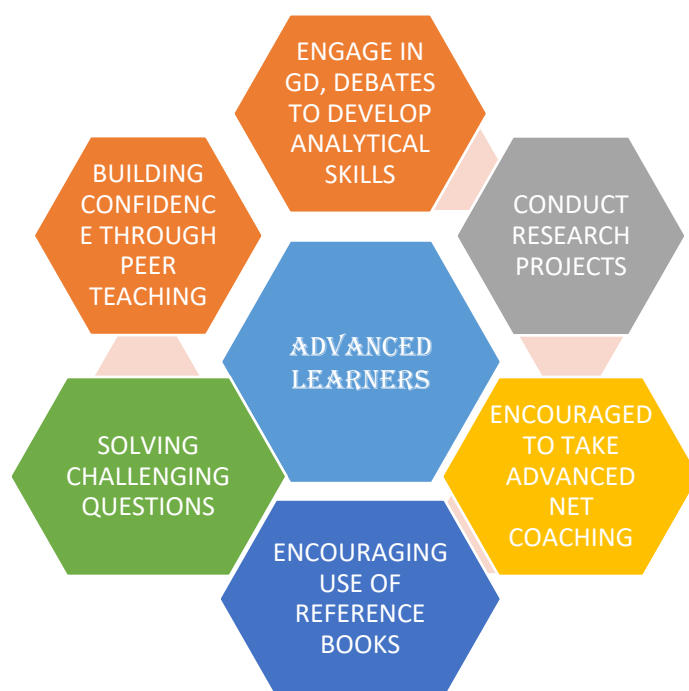 ENGAGE IN
GD, DEBATES
TO DEVELOP
ANALYTICAL
SKILLS
BUILDING
CONFIDENC
E THROUGH
PEER
TEACHING
CONDUCT
RESEARCH
PROJECTS
ADVANCED
LEARNERS
SOLVING
CHALLENGING
QUESTIONS
ENCOURAGED
TO TAKE
ADVANCED
NET
COACHING
ENCOURAGING
USE OF
REFERENCE
BOOKS